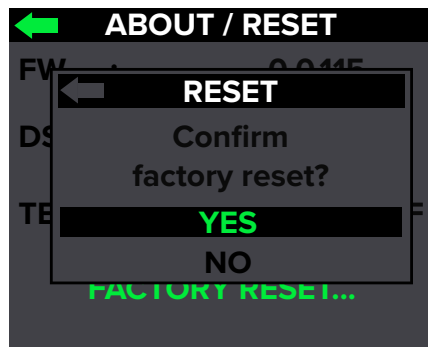 ABOUT / RESET
RESET
Confirm
factory reset?
YES
NO
FACTORY RESET...